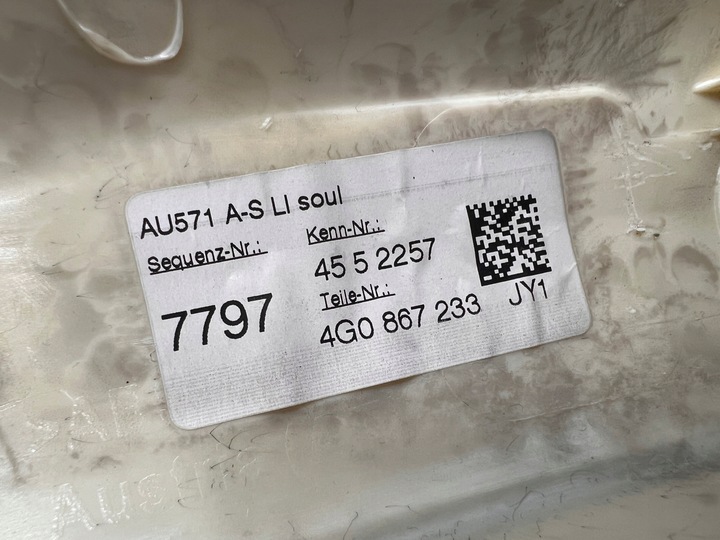 AU571 A-S LI soul
Sequenz-Nr.:
7797
Kenn-Nr.:
45 5 2257
Teile-Nr.:
4G0 867 233
JY1